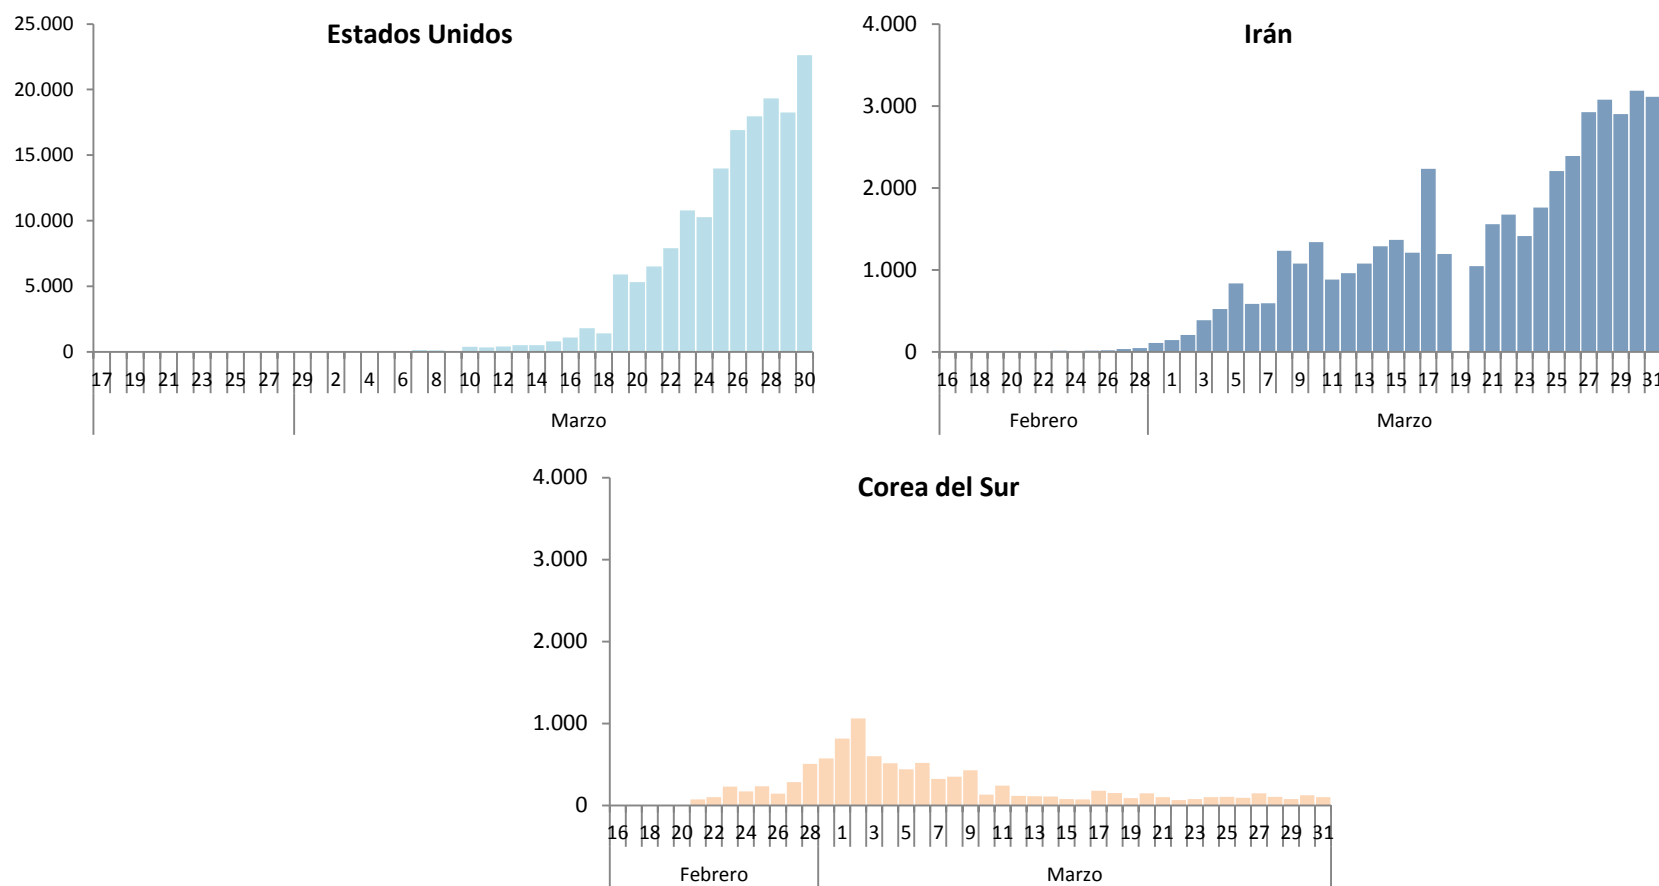 Estados Unidos
25.000
20.000
15.000
10.000
5.000
0
17 19 21 23 25 27 29 2 4 6 8 10 12 14 16 18 20 22 24 26 28 30
Marzo
Irán
4.000
3.000
2.000
1.000
0
16 18 20 22 24 26 28 1 3 5 7 9 11 13 15 17 19 21 23 25 27 29 31
Febrero Marzo
Corea del Sur
4.000
3.000
2.000
1.000
0
16 18 20 22 24 26 28 1 3 5 7 9 11 13 15 17 19 21 23 25 27 29 31
Febrero Marzo